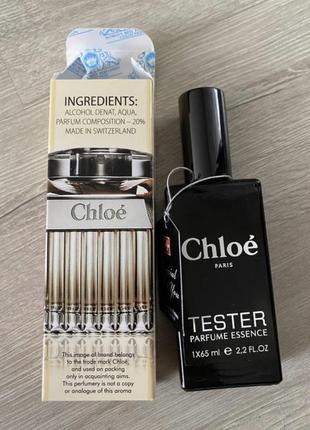 INGREDIENTS:
ALCOHOL DENAT, AQUA,
PARFUM COMPOSITION – 20%
MADE IN SWITZERLAND
Chloé
This image of brand belongs
to the trade mark Chloé,
and used on packing
only in acquainting aims.
This perfumery is not a copy
or analogue of this aroma
Chloé
PARIS
TESTER
PARFUME ESSENCE
1X65 ml ℮ 2.2 FL.OZ